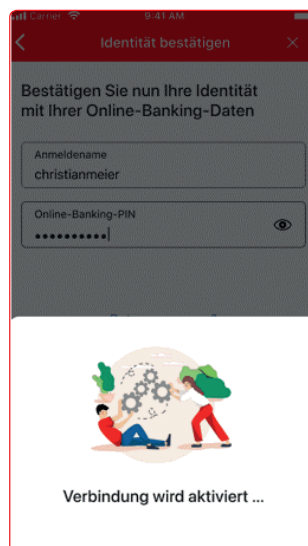 Carrier 9:41 AM
Identität bestätigen
Bestätigen Sie nun Ihre Identität
mit Ihrer Online-Banking-Daten
Anmeldename
christianmeier
Online-Banking-PIN
••••••••••
Verbindung wird aktiviert ...